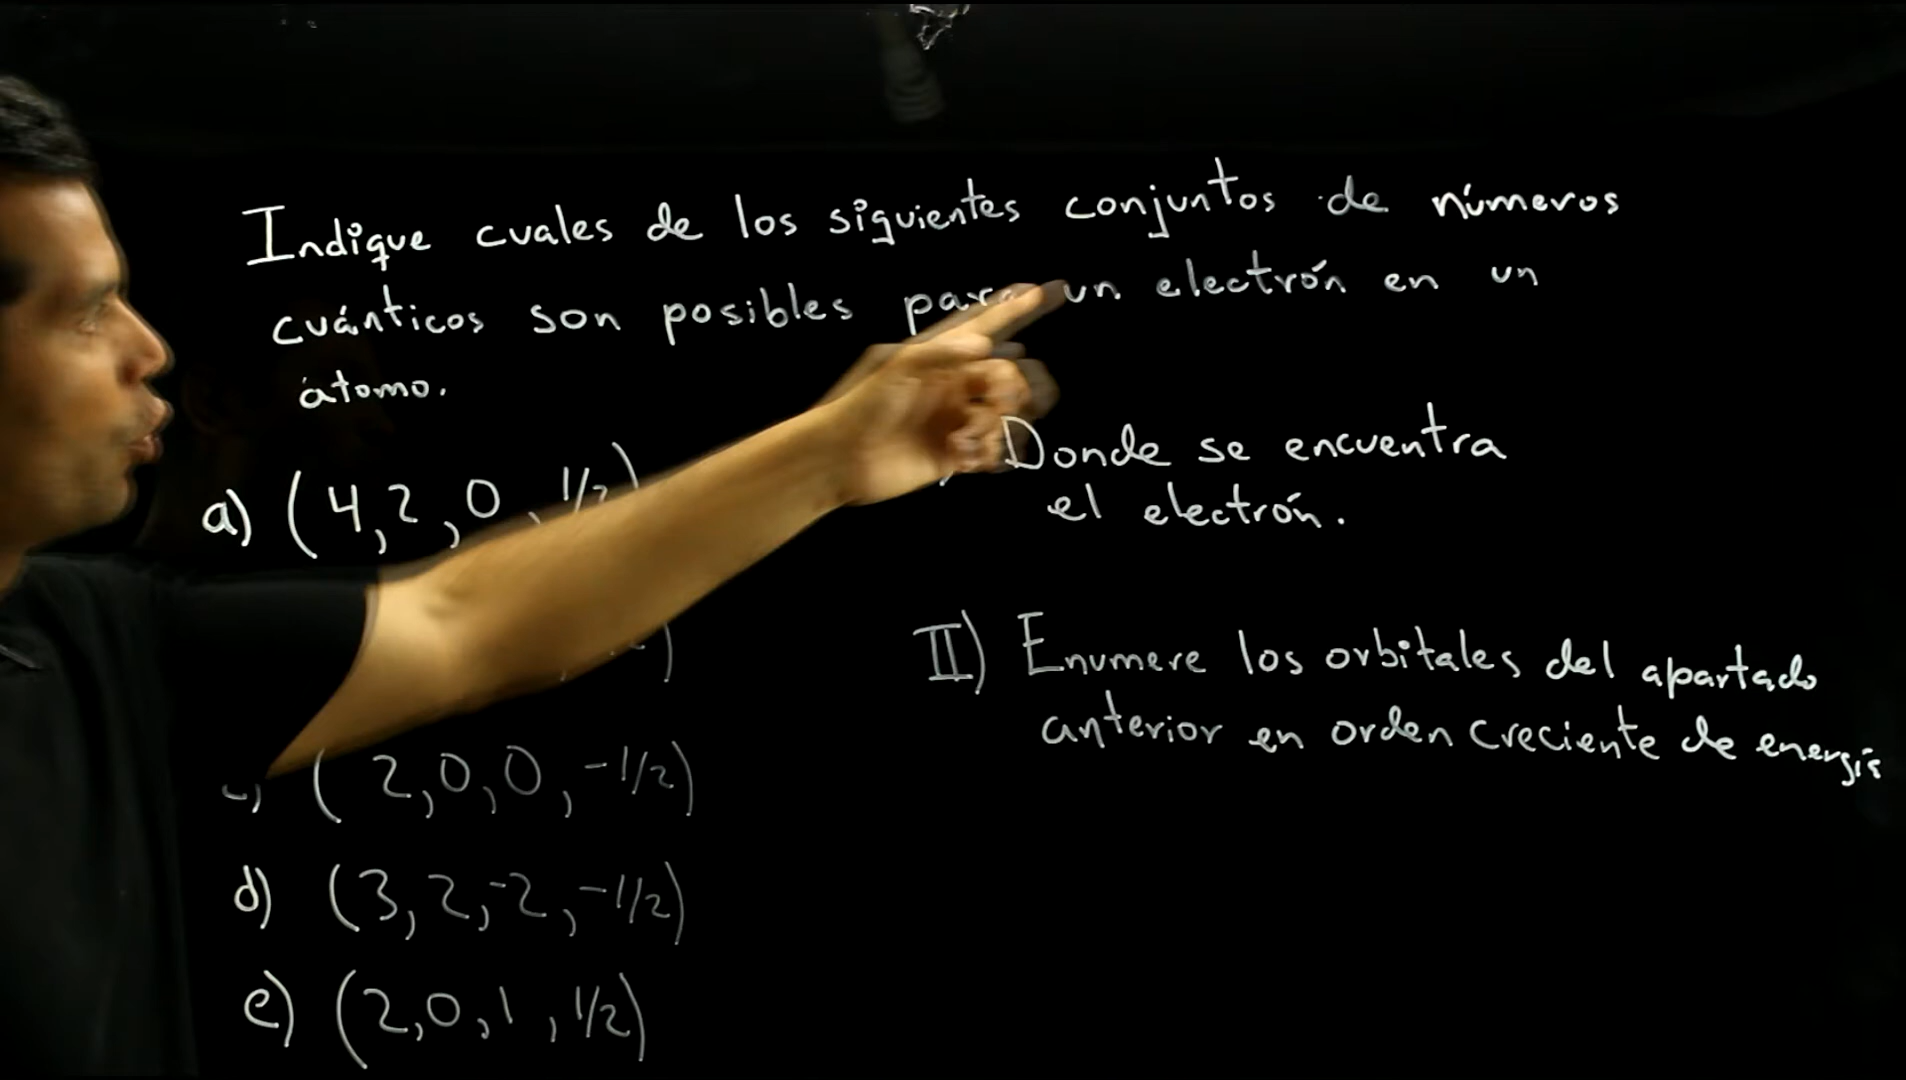 Indique cuales de los siguientes conjuntos de números
cuánticos son posibles para un electrón en un
átomo.
a) (4,2,0,1/2)
(2,0,0,-1/2)
d) (3,2,-2,-1/2)
e) (2,0,1,1/2)
Donde se encuentra
el electrón.
II) Enumere los orbitales del apartado
anterior en orden creciente de energía